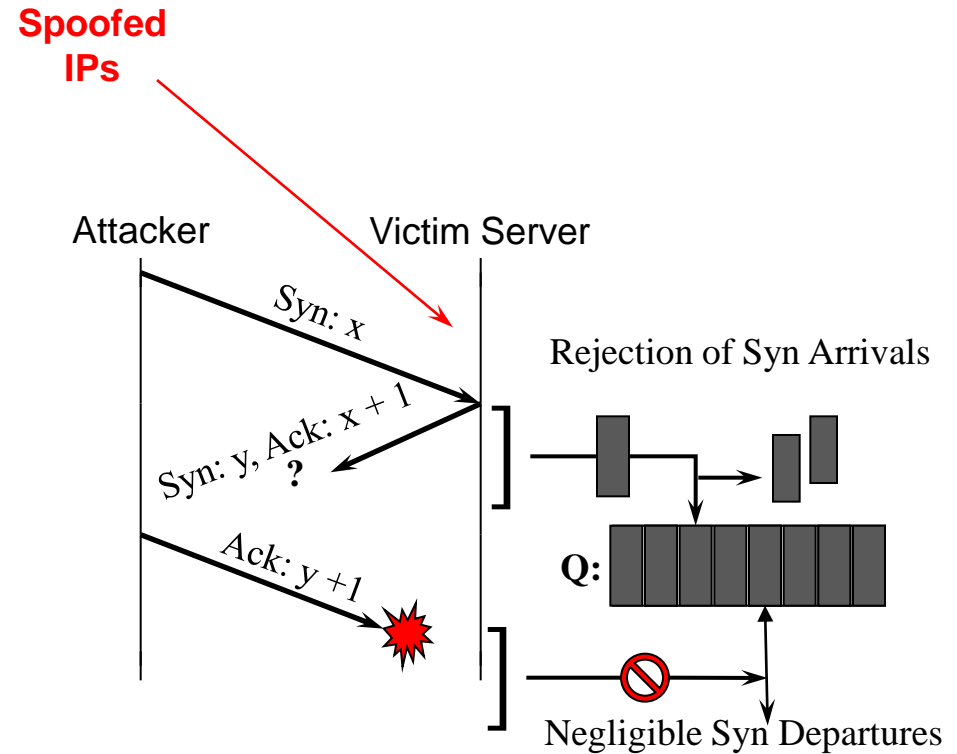 Spoofed
IPs
Attacker
Victim Server
Syn: x
Rejection of Syn Arrivals
Syn: y, Ack: x + 1
?
Ack: y +1
Q:
Negligible Syn Departures